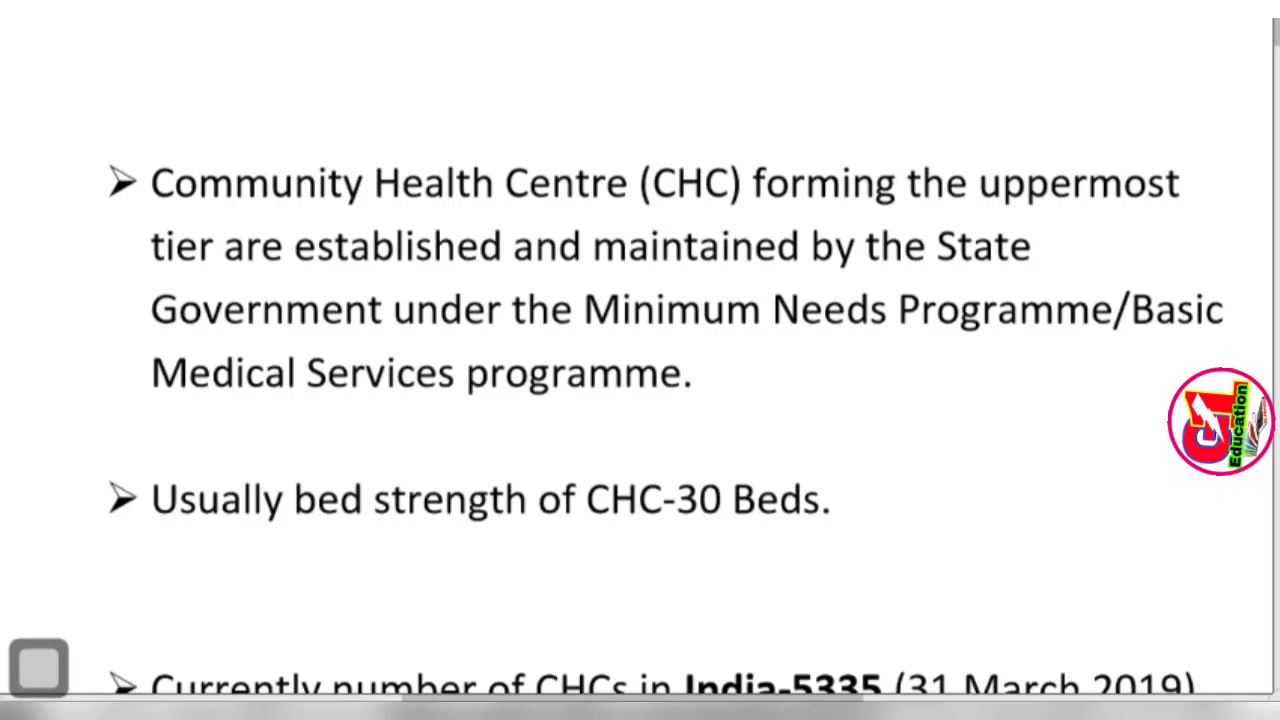 ➢ Community Health Centre (CHC) forming the uppermost
tier are established and maintained by the State
Government under the Minimum Needs Programme/Basic
Medical Services programme.
➢ Usually bed strength of CHC-30 Beds.
Education
➢ Currently number of CHCs in India-5335 (31 March 2019)